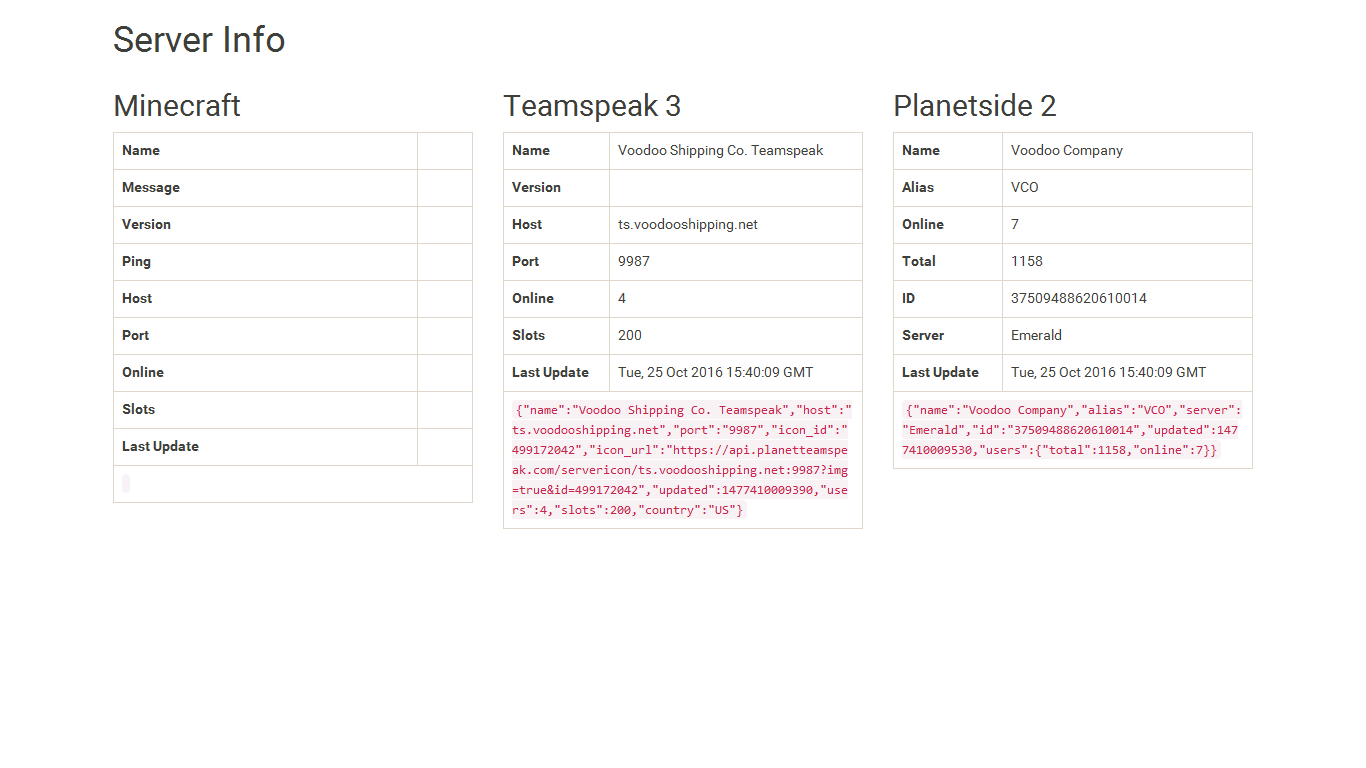 Server Info
Minecraft
Name
Message
Version
Ping
Host
Port
Online
Slots
Last Update
Teamspeak 3
Name Voodoo Shipping Co. Teamspeak
Version
Host ts.voodooshipping.net
Port 9987
Online 4
Slots 200
Last Update Tue, 25 Oct 2016 15:40:09 GMT
{"name":"Voodoo Shipping Co. Teamspeak","host":"
ts.voodooshipping.net","port":"9987","icon_id":"
499172042","icon_url":"https://api.planetteamspe
ak.com/servericon/ts.voodooshipping.net:9987?img
=true&id=499172042","updated":1477410009390,"use
rs":4,"slots":200,"country":"US"}
Planetside 2
Name Voodoo Company
Alias VCO
Online 7
Total 1158
ID 37509488620610014
Server Emerald
Last Update Tue, 25 Oct 2016 15:40:09 GMT
{"name":"Voodoo Company","alias":"VCO","server":
"Emerald","id":"37509488620610014","updated":147
7410009530,"users":{"total":1158,"online":7}}